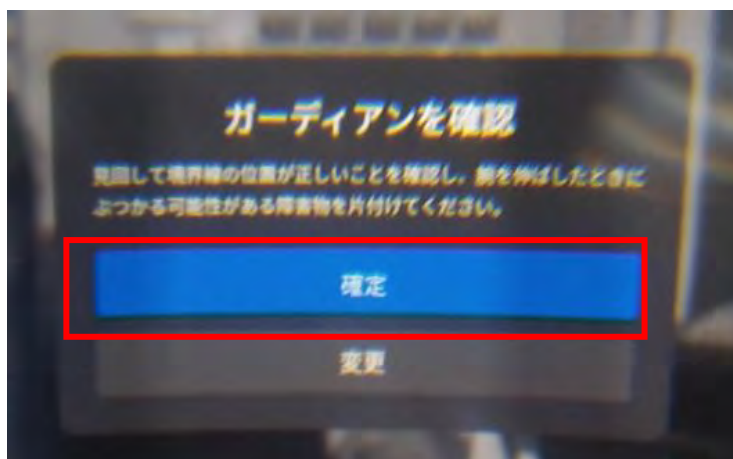 ガーディアンを確認
見回して境界線の位置が正しいことを確認し、腕を伸ばしたときに
ぶつかる可能性がある障害物を片付けてください。
確定
変更